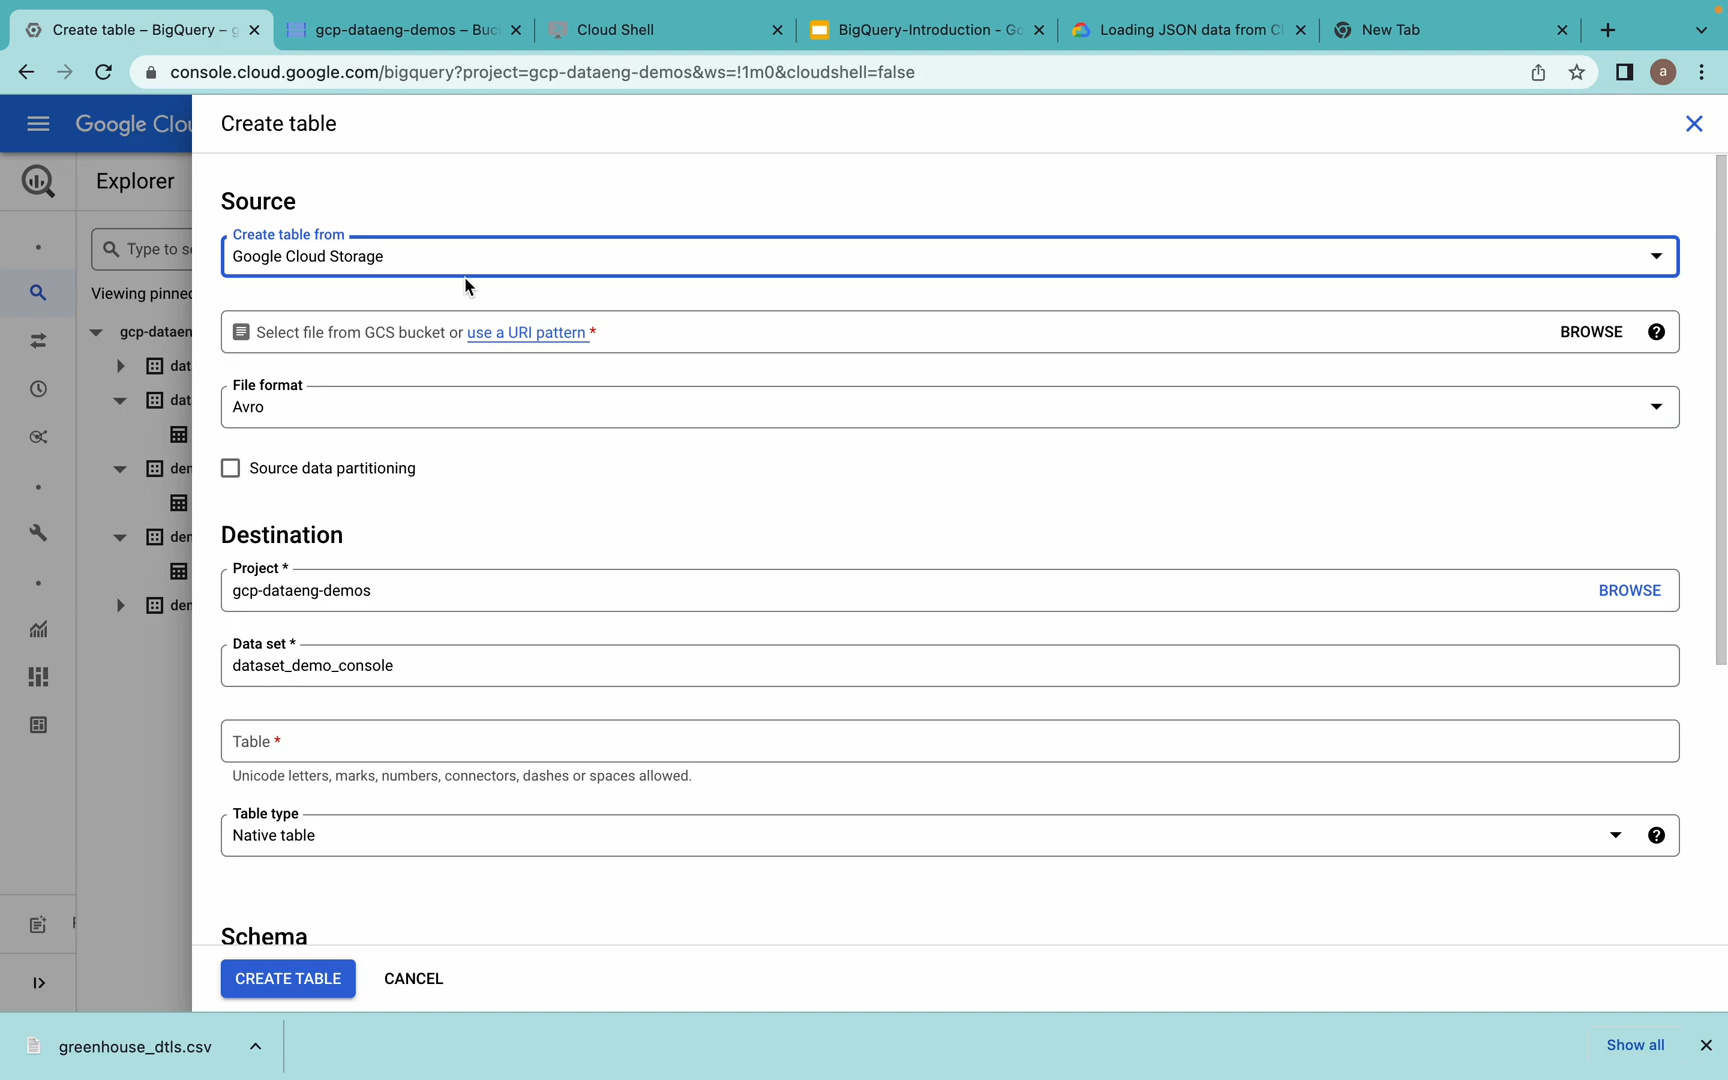 Create table – BigQuery – g
gcp-dataeng-demos – Buc
Cloud Shell
BigQuery-Introduction - Go
Loading JSON data from Cl
New Tab
console.cloud.google.com/bigquery?project=gcp-dataeng-demos&ws=!1m0&cloudshell=false
a
Google Clou
Create table
Explorer
Source
Create table from
Google Cloud Storage
Type to se
Viewing pinned
Select file from GCS bucket or use a URI pattern *
BROWSE
gcp-dataen
dat
File format
Avro
dat
Source data partitioning
den
Destination
den
Project *
gcp-dataeng-demos
BROWSE
den
Data set *
dataset_demo_console
Table *
Unicode letters, marks, numbers, connectors, dashes or spaces allowed.
Table type
Native table
Schema
CREATE TABLE
CANCEL
greenhouse_dtls.csv
Show all